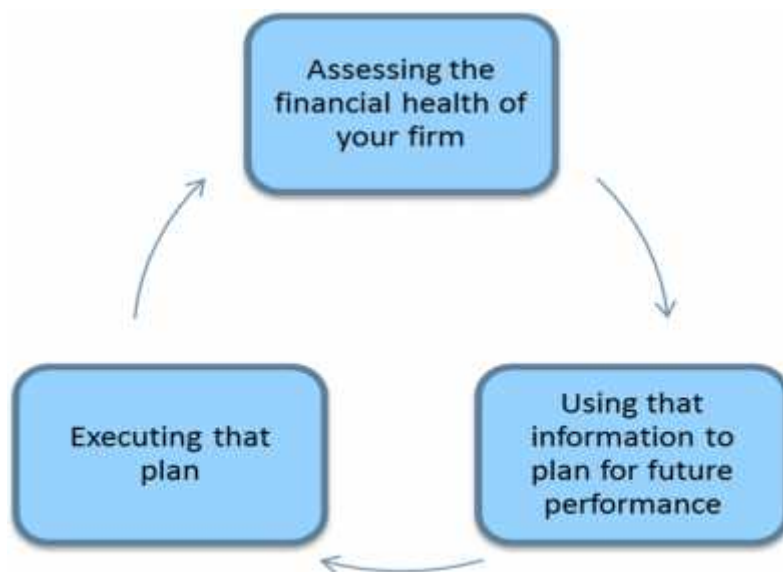 Assessing the
financial health of
your firm
Using that
information to
plan for future
performance
Executing that
plan